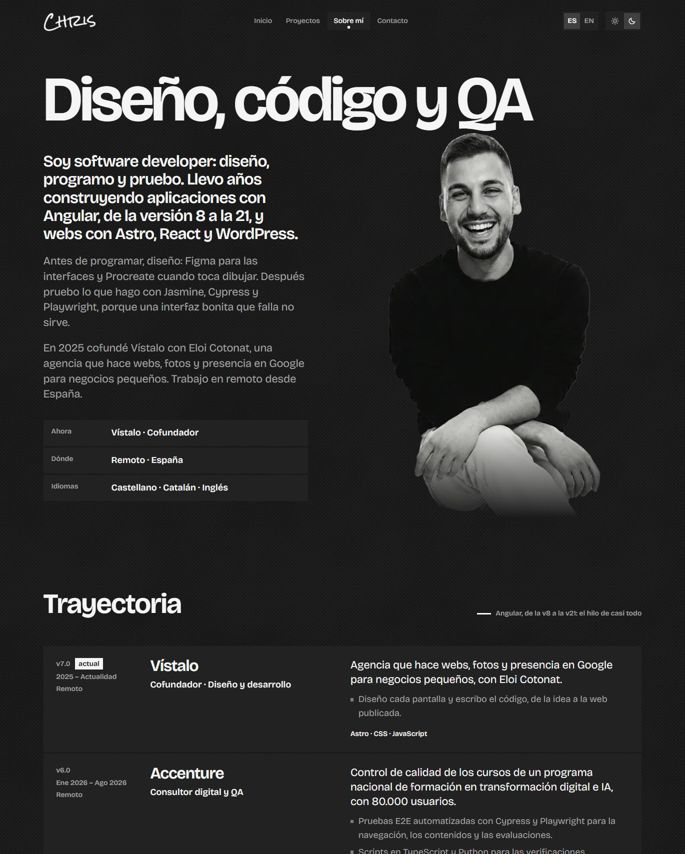 CHRIS
Inicio Proyectos Sobre mí Contacto
ES EN
Diseño, código y QA
Soy software developer: diseño,
programo y pruebo. Llevo años
construyendo aplicaciones con
Angular, de la versión 8 a la 21, y
webs con Astro, React y WordPress.
Antes de programar, diseño: Figma para las
interfaces y Procreate cuando toca dibujar. Después
pruebo lo que hago con Jasmine, Cypress y
Playwright, porque una interfaz bonita que falla no
sirve.
En 2025 cofundé Vístalo con Eloi Cotonat, una
agencia que hace webs, fotos y presencia en Google
para negocios pequeños. Trabajo en remoto desde
España.
Ahora Vístalo · Cofundador
Dónde Remoto · España
Idiomas Castellano · Catalán · Inglés
Trayectoria
Angular, de la v8 a la v21: el hilo de casi todo
v7.0 actual
2025 – Actualidad
Remoto
Vístalo
Cofundador · Diseño y desarrollo
Agencia que hace webs, fotos y presencia en Google
para negocios pequeños, con Eloi Cotonat.
Diseño cada pantalla y escribo el código, de la idea a la web
publicada.
Astro · CSS · JavaScript
v6.0
Ene 2026 – Ago 2026
Remoto
Accenture
Consultor digital y QA
Control de calidad de los cursos de un programa
nacional de formación en transformación digital e IA,
con 80.000 usuarios.
Pruebas E2E automatizadas con Cypress y Playwright para la
navegación, los contenidos y las evaluaciones.
Scripts en TypeScript y Python para las verificaciones